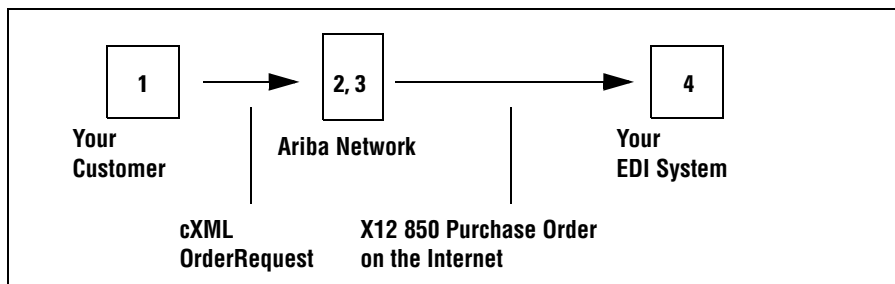 1
2, 3
4
Your
Customer
Ariba Network
Your
EDI System
cXML
OrderRequest
X12 850 Purchase Order
on the Internet